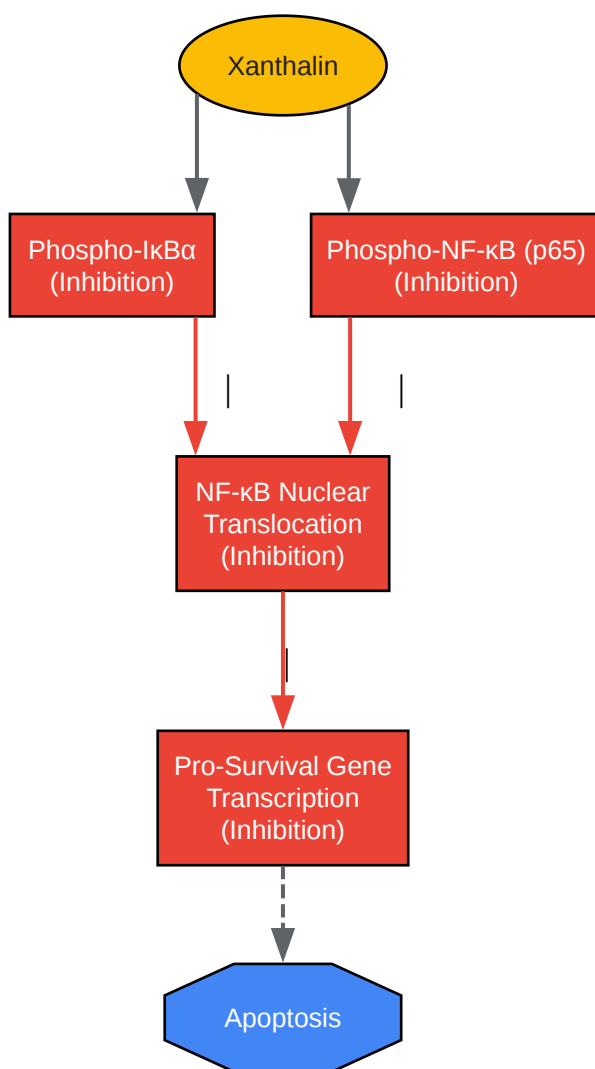 Xanthalin
Phospho-IκBα
(Inhibition)
Phospho-NF-κB (p65)
(Inhibition)
|
|
NF-κB Nuclear
Translocation
(Inhibition)
|
Pro-Survival Gene
Transcription
(Inhibition)
Apoptosis